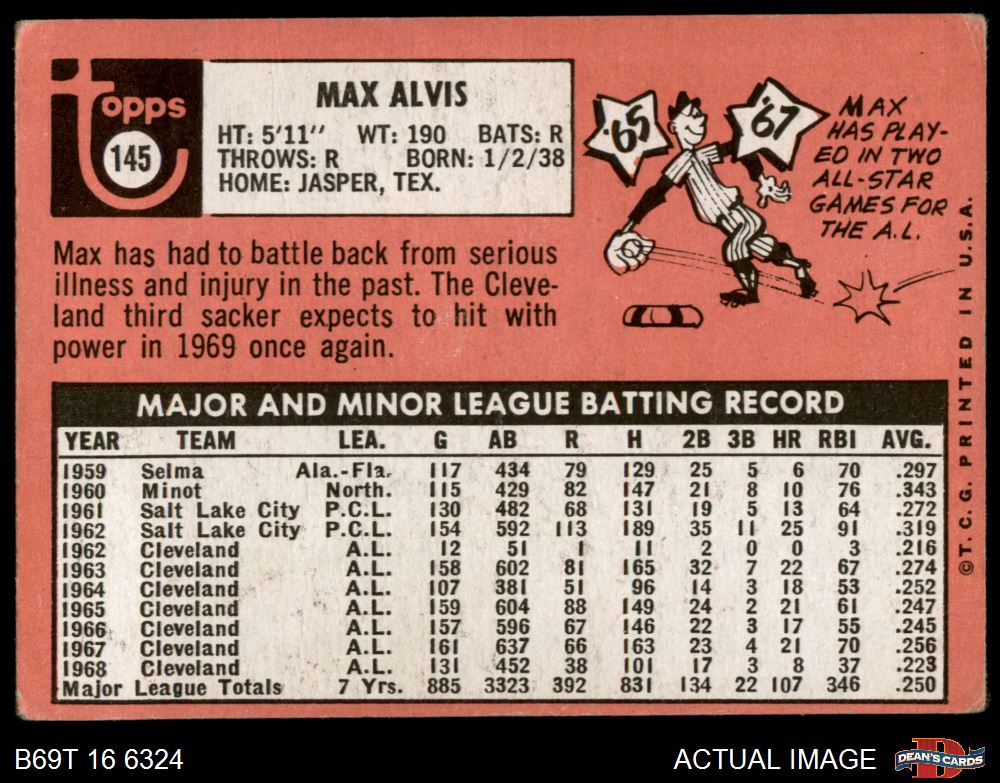 Topps
145
MAX ALVIS
HT: 5'11" WT: 190 BATS: R
THROWS: R BORN: 1/2/38
HOME: JASPER, TEX.
'65
'67
MAX
HAS PLAY-
ED IN TWO
ALL-STAR
GAMES FOR
THE A.L.
Max has had to battle back from serious
illness and injury in the past. The Cleve-
land third sacker expects to hit with
power in 1969 once again.
©T.C.G. PRINTED IN U.S.A.
MAJOR AND MINOR LEAGUE BATTING RECORD
YEAR TEAM LEA. G AB R H 2B 3B HR RBI AVG.
1959 Selma Ala.-Fla. 117 434 79 129 25 5 6 70 .297
1960 Minot North. 115 429 82 147 21 8 10 76 .343
1961 Salt Lake City P.C.L. 130 482 68 131 19 5 13 64 .272
1962 Salt Lake City P.C.L. 154 592 113 189 35 11 25 91 .319
1962 Cleveland A.L. 12 51 1 11 2 0 0 3 .216
1963 Cleveland A.L. 158 602 81 165 32 7 22 67 .274
1964 Cleveland A.L. 107 381 51 96 14 3 18 53 .252
1965 Cleveland A.L. 159 604 88 149 24 2 21 61 .247
1966 Cleveland A.L. 157 596 67 146 22 3 17 55 .245
1967 Cleveland A.L. 161 637 66 163 23 4 21 70 .256
1968 Cleveland A.L. 131 452 38 101 17 3 8 37 .223
Major League Totals 7 Yrs. 885 3323 392 831 134 22 107 346 .250
B69T 16 6324
ACTUAL IMAGE
D
DEAN'S CARDS